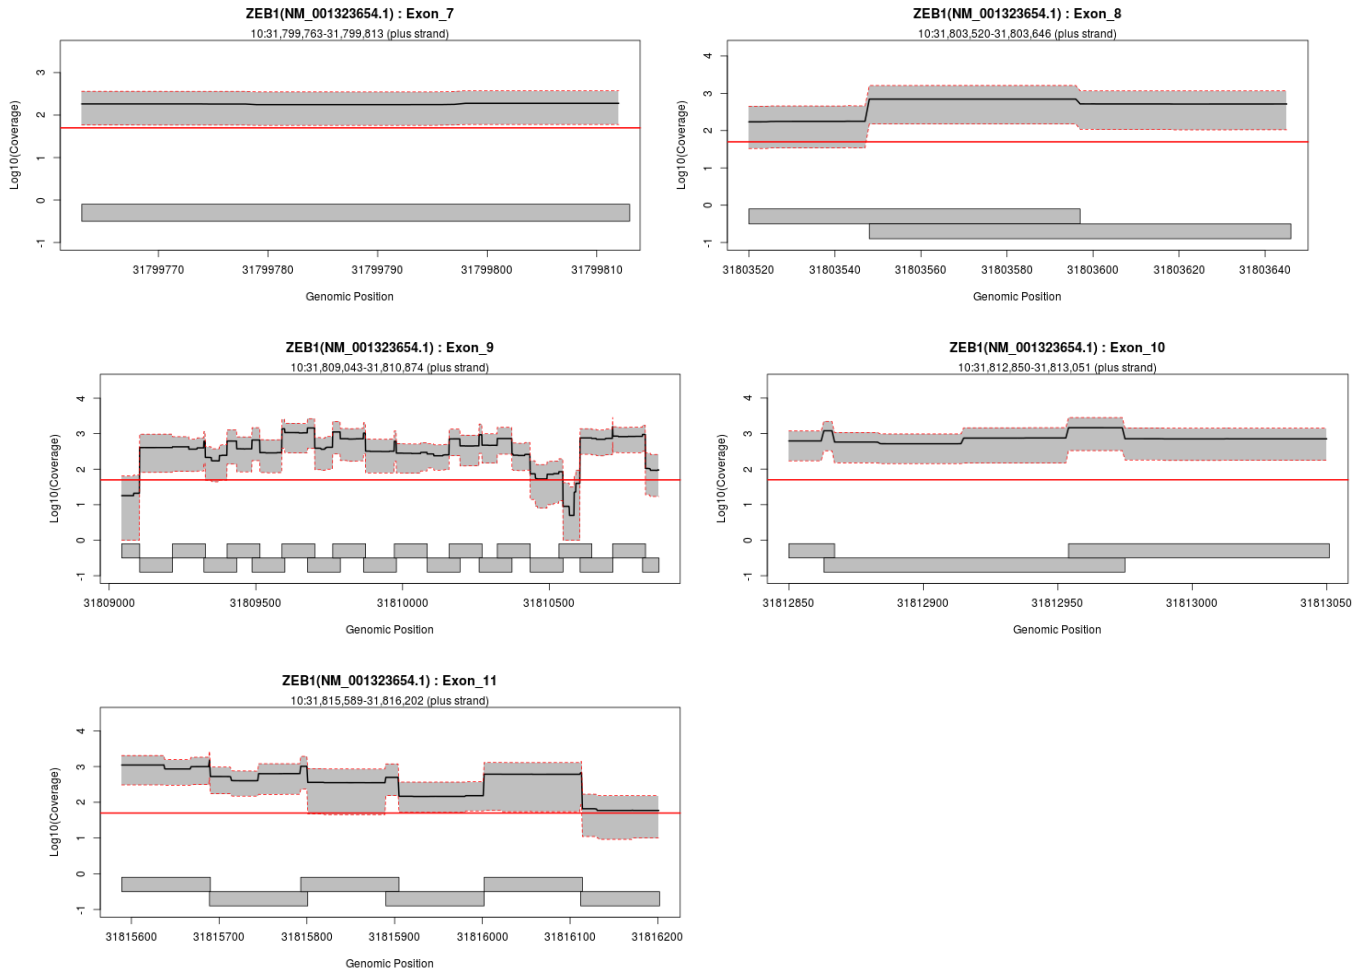 ZEB1(NM_001323654.1) : Exon_7
10:31,799,763-31,799,813 (plus strand)
Log10(Coverage)
3
2
1
0
-1
31799770 31799780 31799790 31799800 31799810
Genomic Position
ZEB1(NM_001323654.1) : Exon_8
10:31,803,520-31,803,646 (plus strand)
Log10(Coverage)
4
3
2
1
0
-1
31803520 31803540 31803560 31803580 31803600 31803620 31803640
Genomic Position
ZEB1(NM_001323654.1) : Exon_9
10:31,809,043-31,810,874 (plus strand)
Log10(Coverage)
4
3
2
1
0
-1
31809000 31809500 31810000 31810500
Genomic Position
ZEB1(NM_001323654.1) : Exon_10
10:31,812,850-31,813,051 (plus strand)
Log10(Coverage)
4
3
2
1
0
-1
31812850 31812900 31812950 31813000 31813050
Genomic Position
ZEB1(NM_001323654.1) : Exon_11
10:31,815,589-31,816,202 (plus strand)
Log10(Coverage)
4
3
2
1
0
-1
31815600 31815700 31815800 31815900 31816000 31816100 31816200
Genomic Position